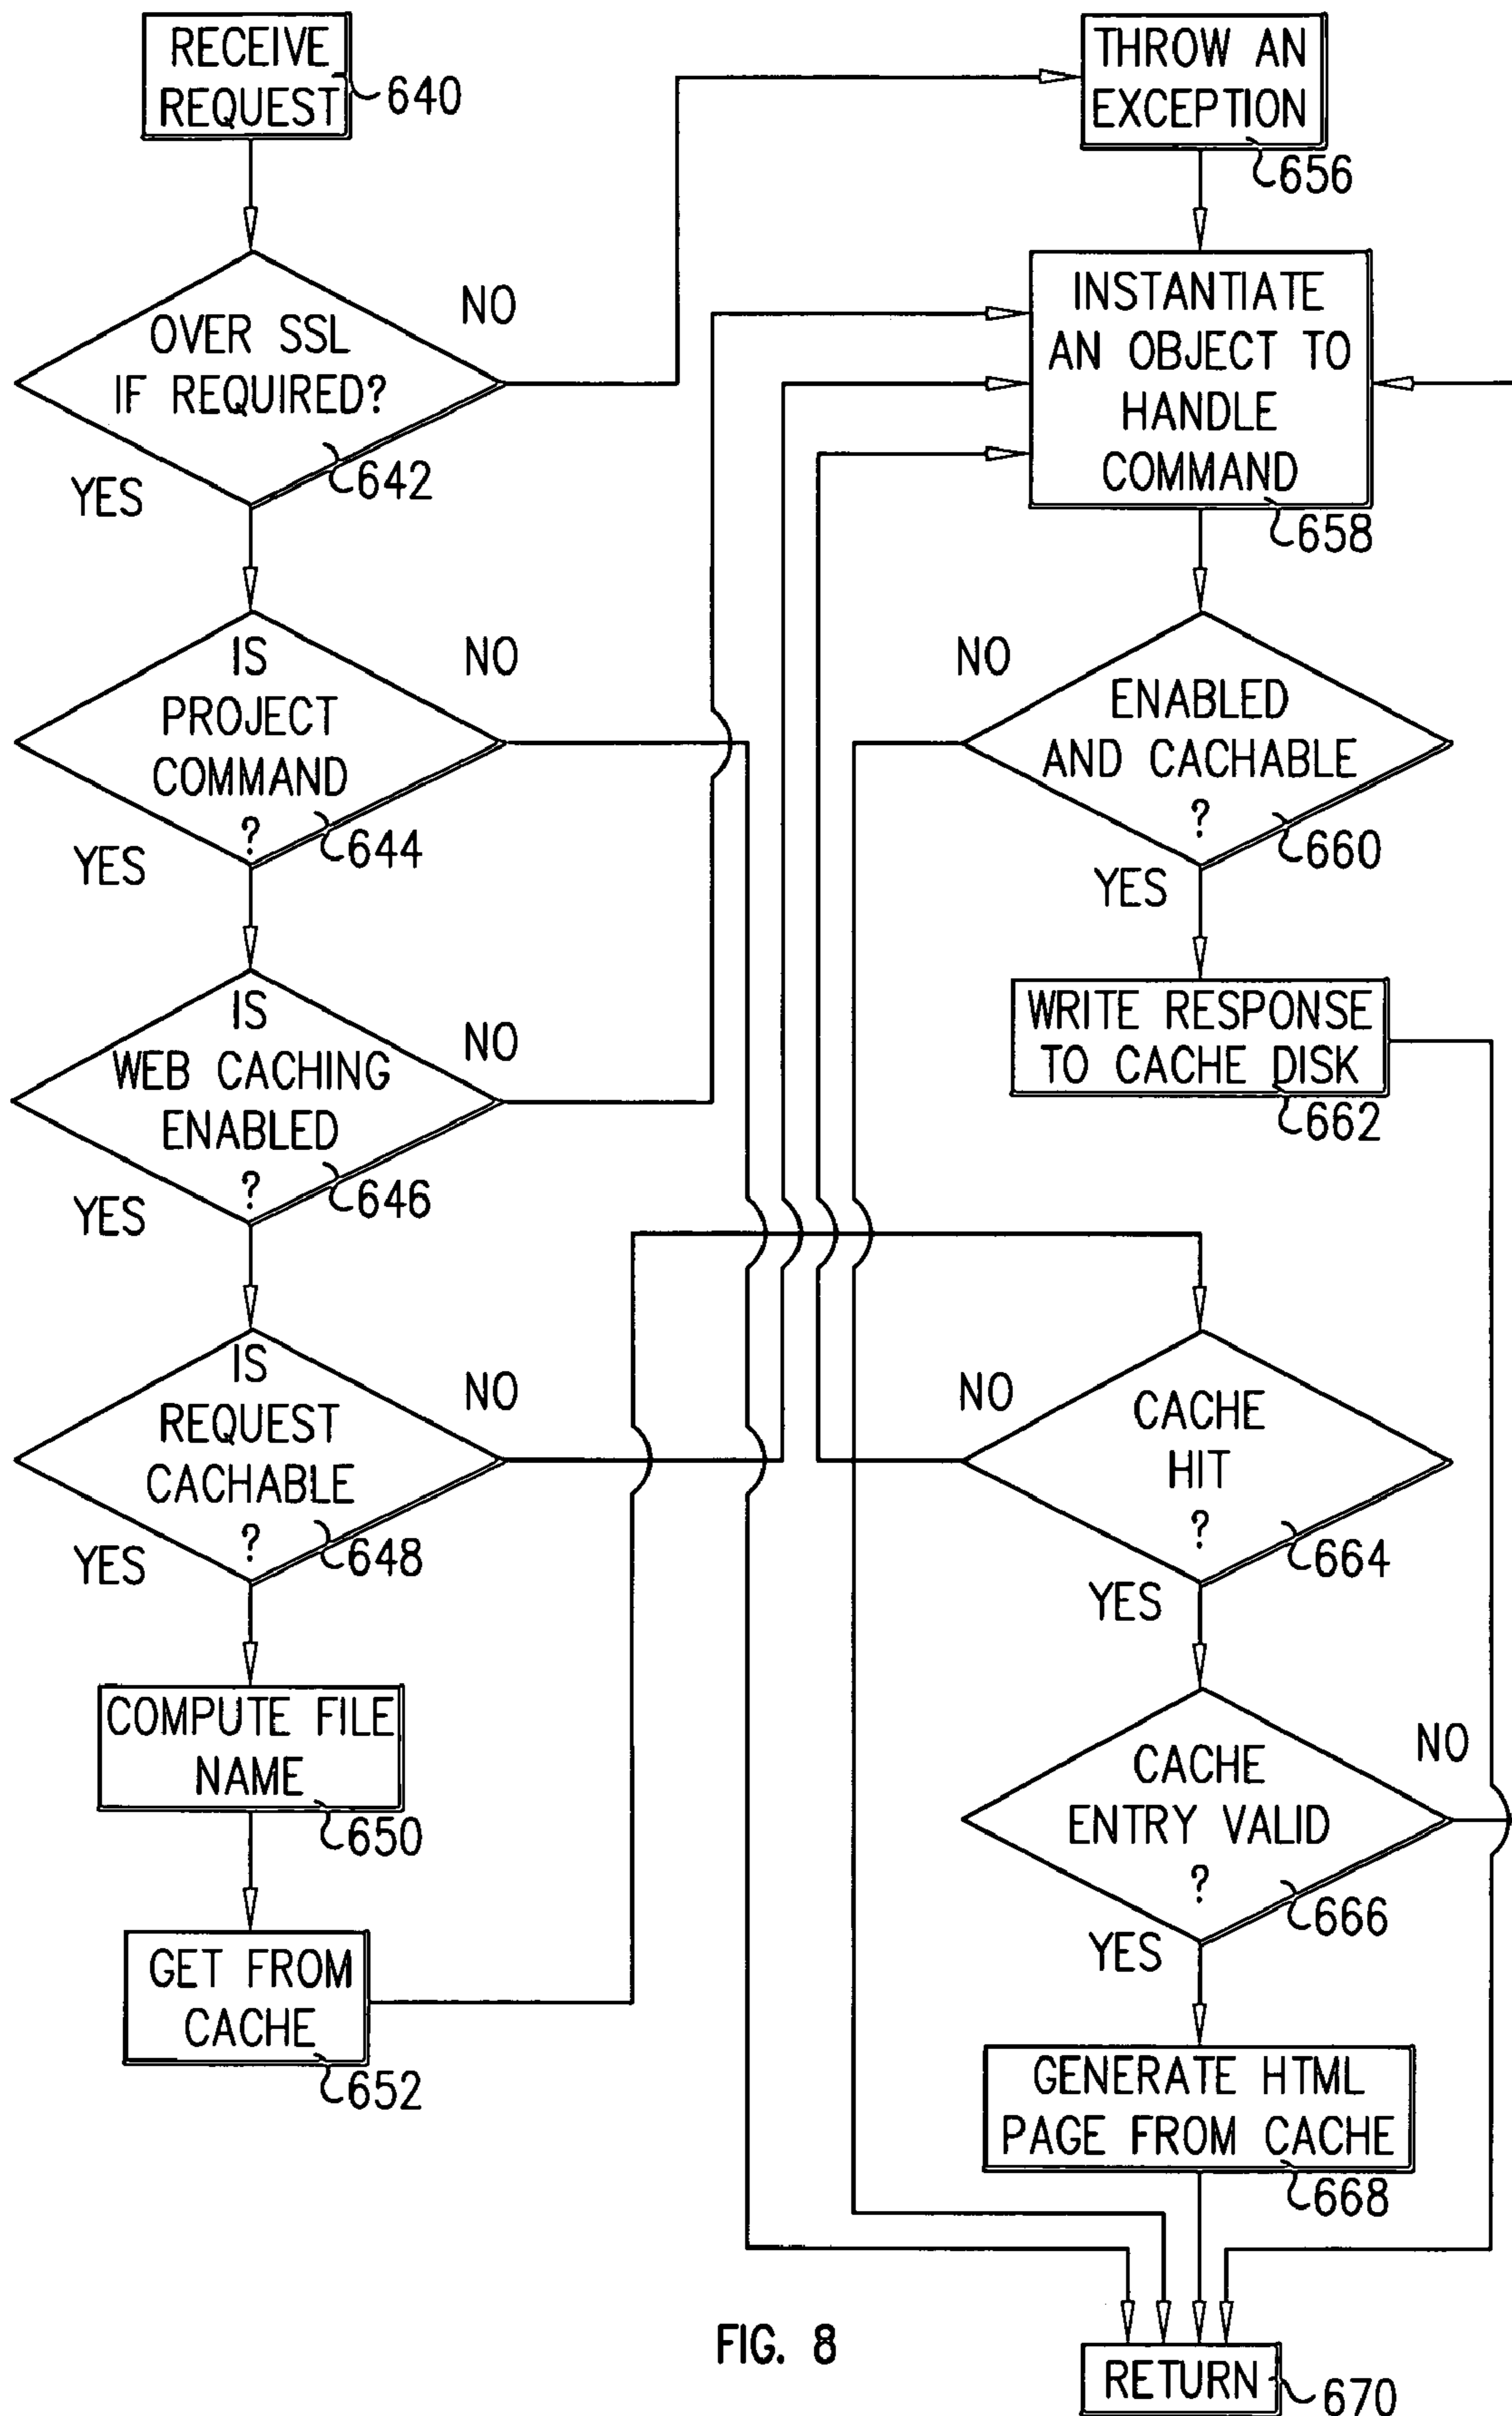 RECEIVE
REQUEST
640
OVER SSL
IF REQUIRED?
642
NO
YES
IS
PROJECT
COMMAND
?
644
NO
YES
IS
WEB CACHING
ENABLED
?
646
NO
YES
IS
REQUEST
CACHABLE
?
648
NO
YES
COMPUTE FILE
NAME
650
GET FROM
CACHE
652
THROW AN
EXCEPTION
656
INSTANTIATE
AN OBJECT TO
HANDLE
COMMAND
658
NO
ENABLED
AND CACHABLE
?
660
YES
WRITE RESPONSE
TO CACHE DISK
662
NO
CACHE
HIT
?
664
YES
CACHE
ENTRY VALID
?
666
NO
YES
GENERATE HTML
PAGE FROM CACHE
668
RETURN
670
FIG. 8